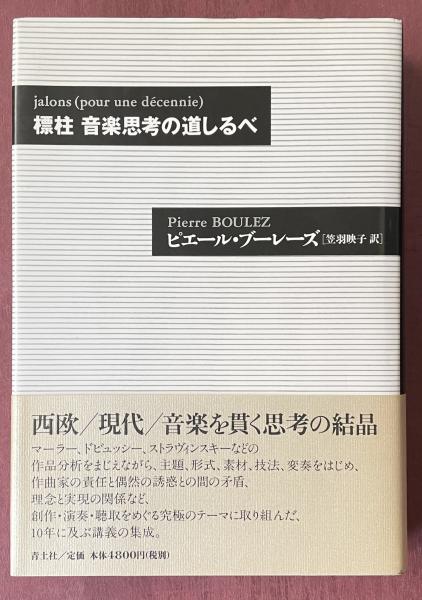 jalons (pour une décennie)
標柱 音楽思考の道しるべ
Pierre BOULEZ
ピエール・ブーレーズ[笠羽映子 訳]
西欧/現代/音楽を貫く思考の結晶
マーラー、ドビュッシー、ストラヴィンスキーなどの
作品分析をまじえながら、主題、形式、素材、技法、変奏をはじめ、
作曲家の責任と偶然の誘惑との間の矛盾、
理念と実現の関係など、
創作・演奏・聴取をめぐる究極のテーマに取り組んだ、
10年に及ぶ講義の集成。
青土社/定価 本体4800円(税別)